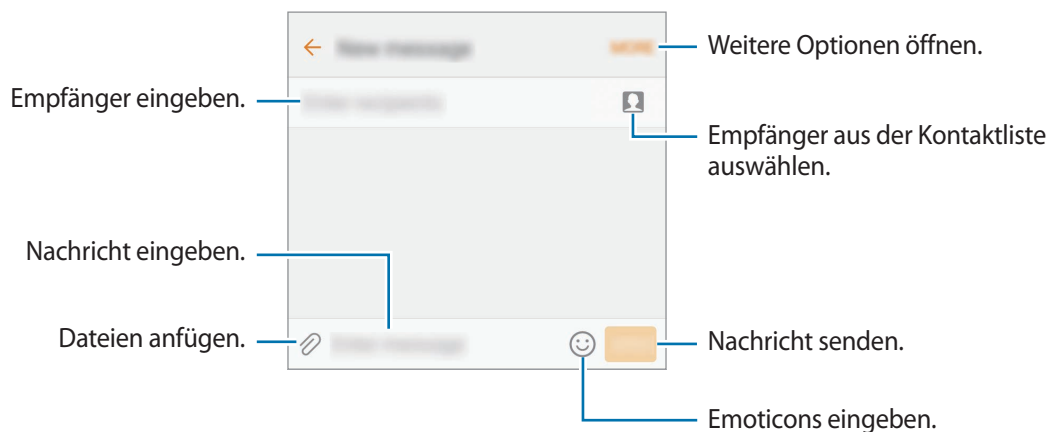 Weitere Optionen öffnen.
Empfänger eingeben.
Empfänger aus der Kontaktliste
auswählen.
Nachricht eingeben.
Dateien anfügen.
Nachricht senden.
Emoticons eingeben.